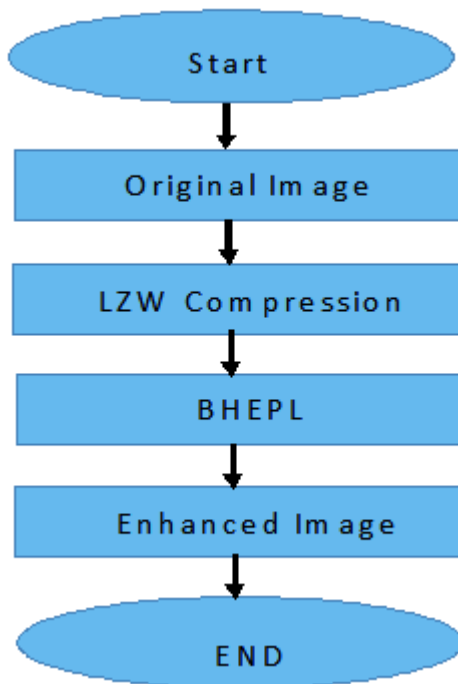 Start
Original Image
LZW Compression
BHEPL
Enhanced Image
END